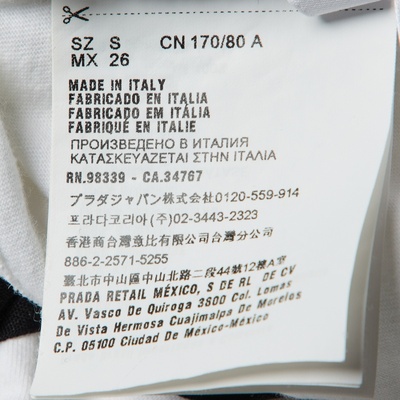 SZ S CN 170/80 A
MX 26
MADE IN ITALY
FABRICADO EN ITALIA
FABRICADO EM ITÁLIA
FABRIQUÉ EN ITALIE
ПРОИЗВЕДЕНО В ИТАЛИЯ
ΚΑΤΑΣΚΕΥΑΖΕΤΑΙ ΣΤΗΝ ΙΤΑΛΙΑ
RN.98339 - CA.34767
プラダジャパン株式会社0120-559-914
프라다코리아(주)02-3443-2323
香港商台灣意比有限公司台灣分公司
886-2-2571-5255
臺北市中山區中山北路二段44號12樓A
PRADA RETAIL MÉXICO, S DE RL DE CV
AV. Vasco De Quiroga 3800 Col. Lomas
De Vista Hermosa Cuajimalpa De Morelos
C.P. 05100 Ciudad De México-México